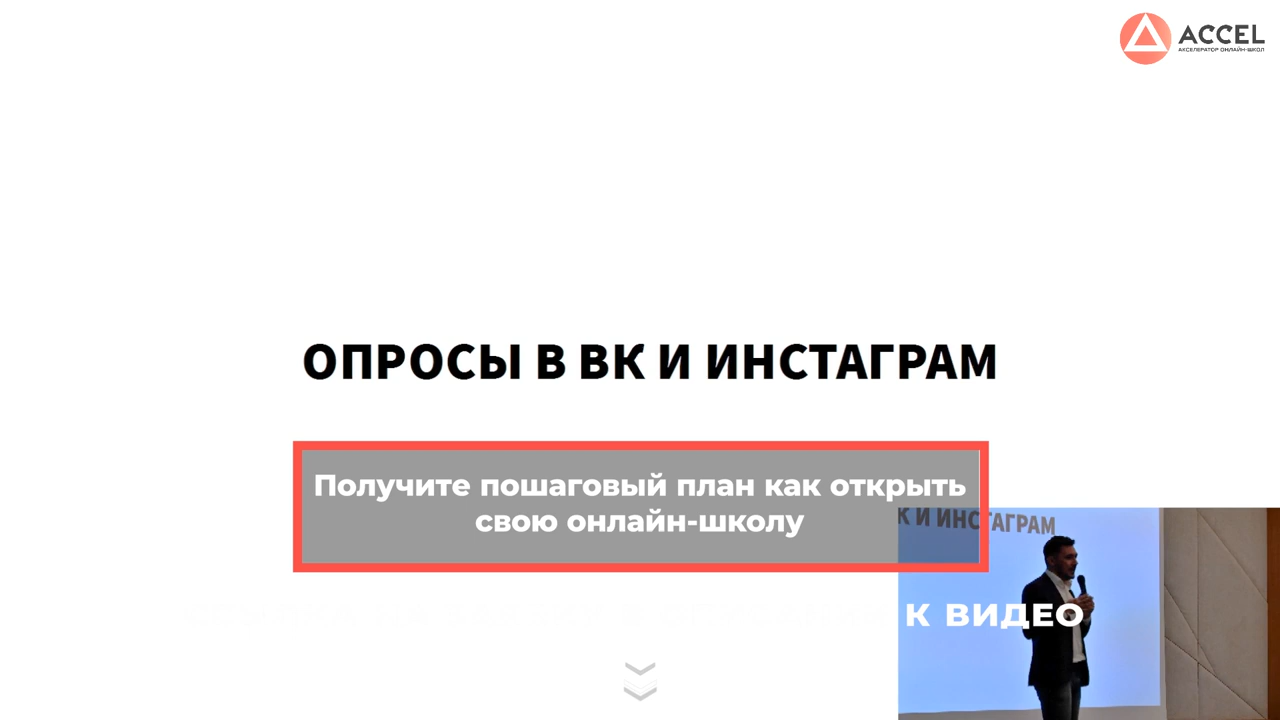 ACCEL
АКСЕЛЕРАТОР ОНЛАЙН-ШКОЛ
ОПРОСЫ В ВК И ИНСТАГРАМ
Получите пошаговый план как открыть
свою онлайн-школу
К И ИНСТАГРАМ
К ВИДЕО